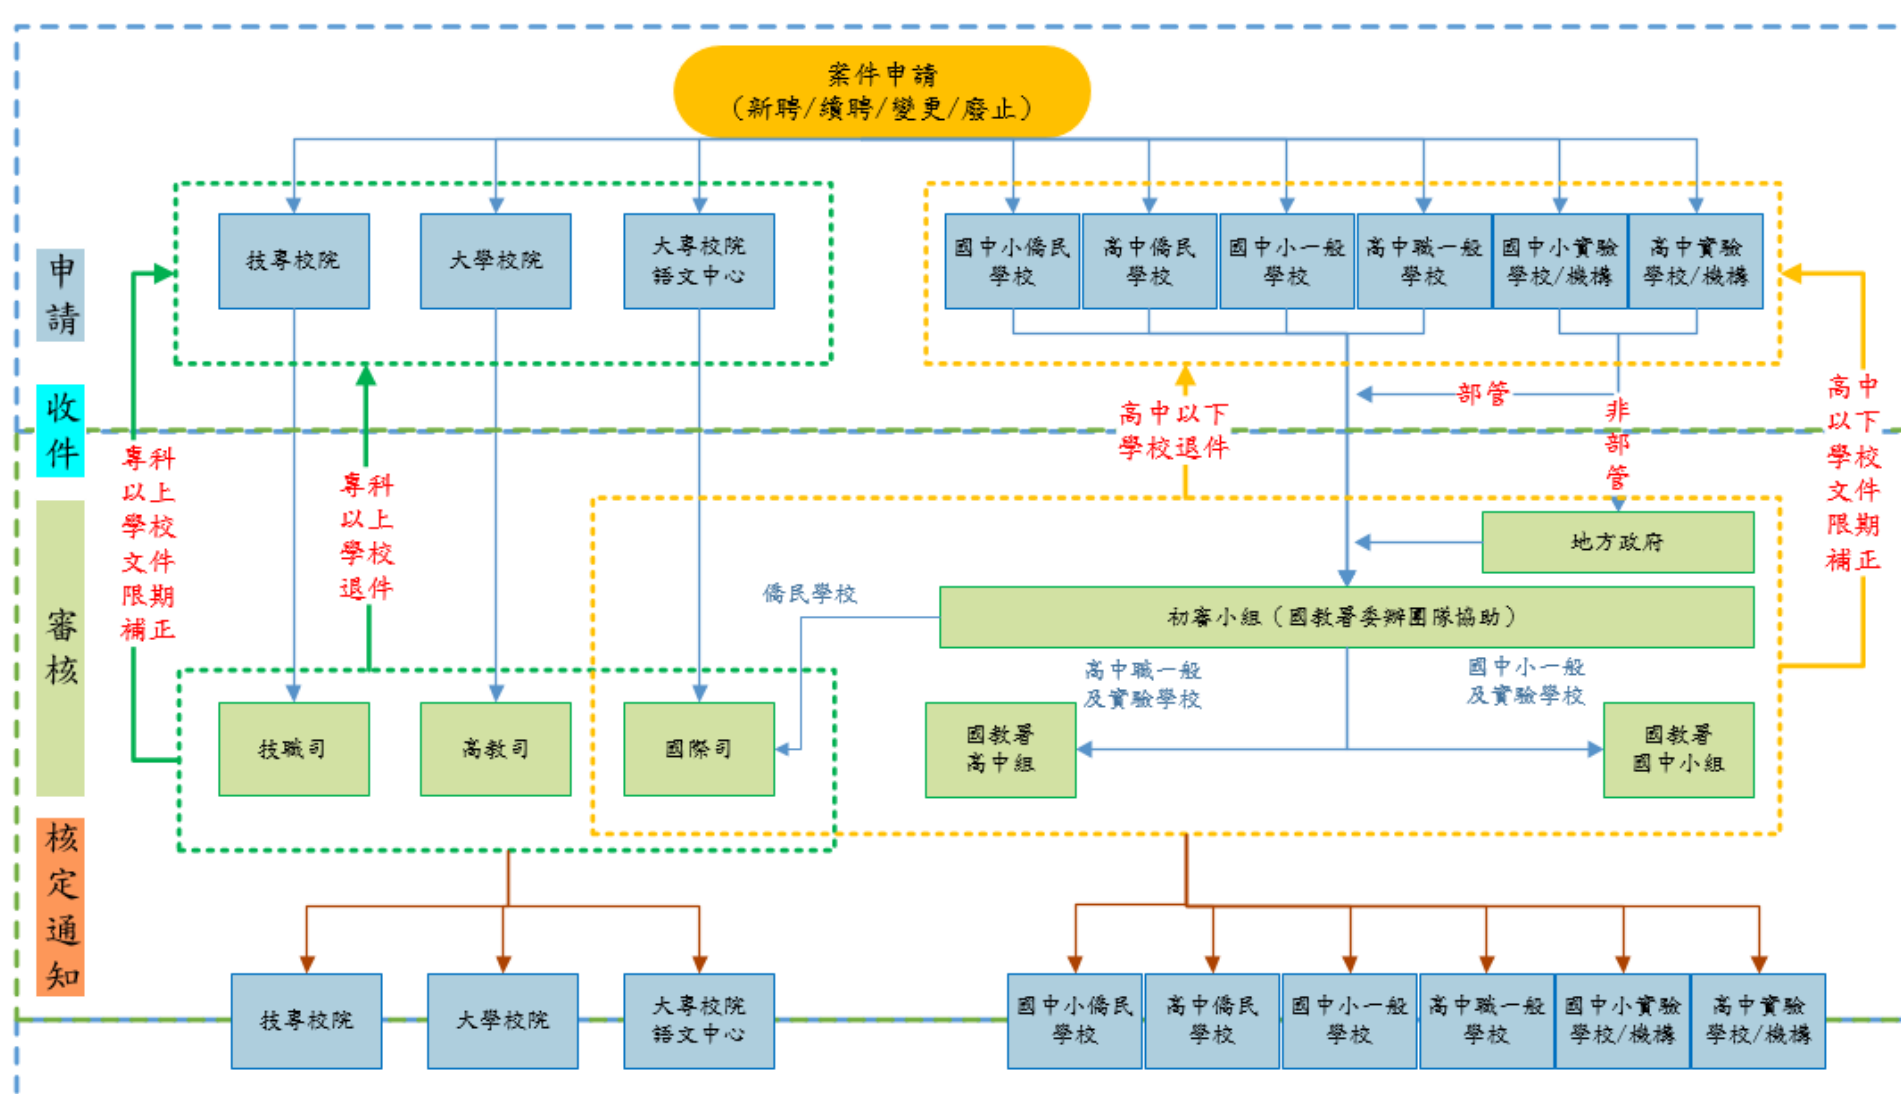 案件申請
（新聘/續聘/變更/廢止）
申
請
技專校院
大學校院
大專校院
語文中心
國中小僑民
學校
高中僑民
學校
國中小一般
學校
高中職一般
學校
國中小實驗
學校/機構
高中實驗
學校/機構
收
件
部管
非
部
管
高中以下
學校退件
高中
以下
學校
文件
限期
補正
專科
以上
學校
文件
限期
補正
專科
以上
學校
退件
審
核
地方政府
僑民學校
初審小組（國教署委辦團隊協助）
高中職一般
及實驗學校
國中小一般
及實驗學校
技職司
高教司
國際司
國教署
高中組
國教署
國中小組
核
定
通
知
技專校院
大學校院
大專校院
語文中心
國中小僑民
學校
高中僑民
學校
國中小一般
學校
高中職一般
學校
國中小實驗
學校/機構
高中實驗
學校/機構